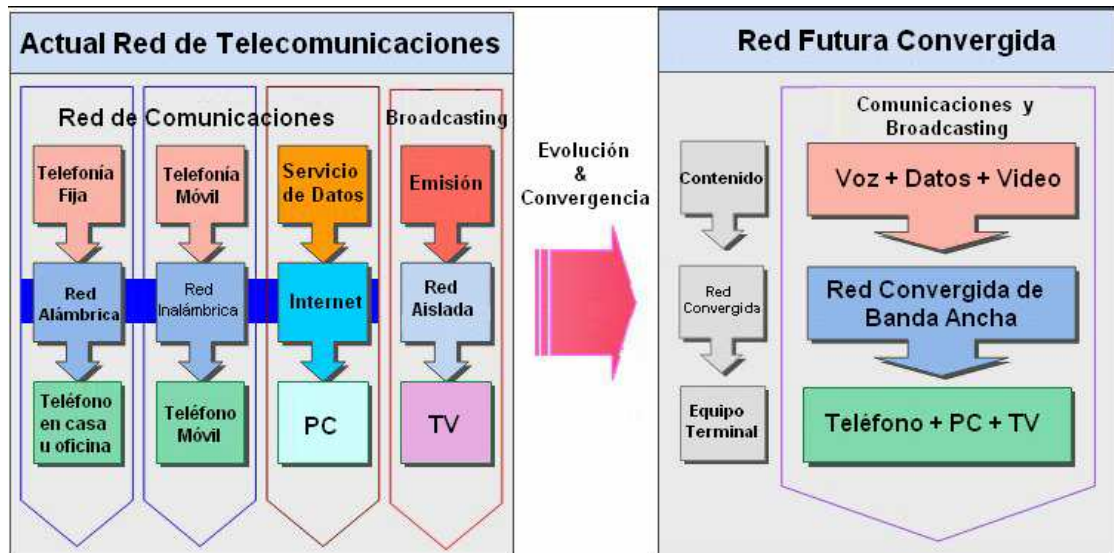 Actual Red de Telecomunicaciones
Red de Comunicaciones
Broadcasting
Telefonía
Fija
Telefonía
Móvil
Servicio
de Datos
Emisión
Red
Alámbrica
Red
Inalámbrica
Internet
Red
Aislada
Teléfono
en casa
u oficina
Teléfono
Móvil
PC
TV
Evolución
&
Convergencia
Red Futura Convergida
Comunicaciones y
Broadcasting
Contenido
Voz + Datos + Video
Red
Convergida
Red Convergida de
Banda Ancha
Equipo
Terminal
Teléfono + PC + TV